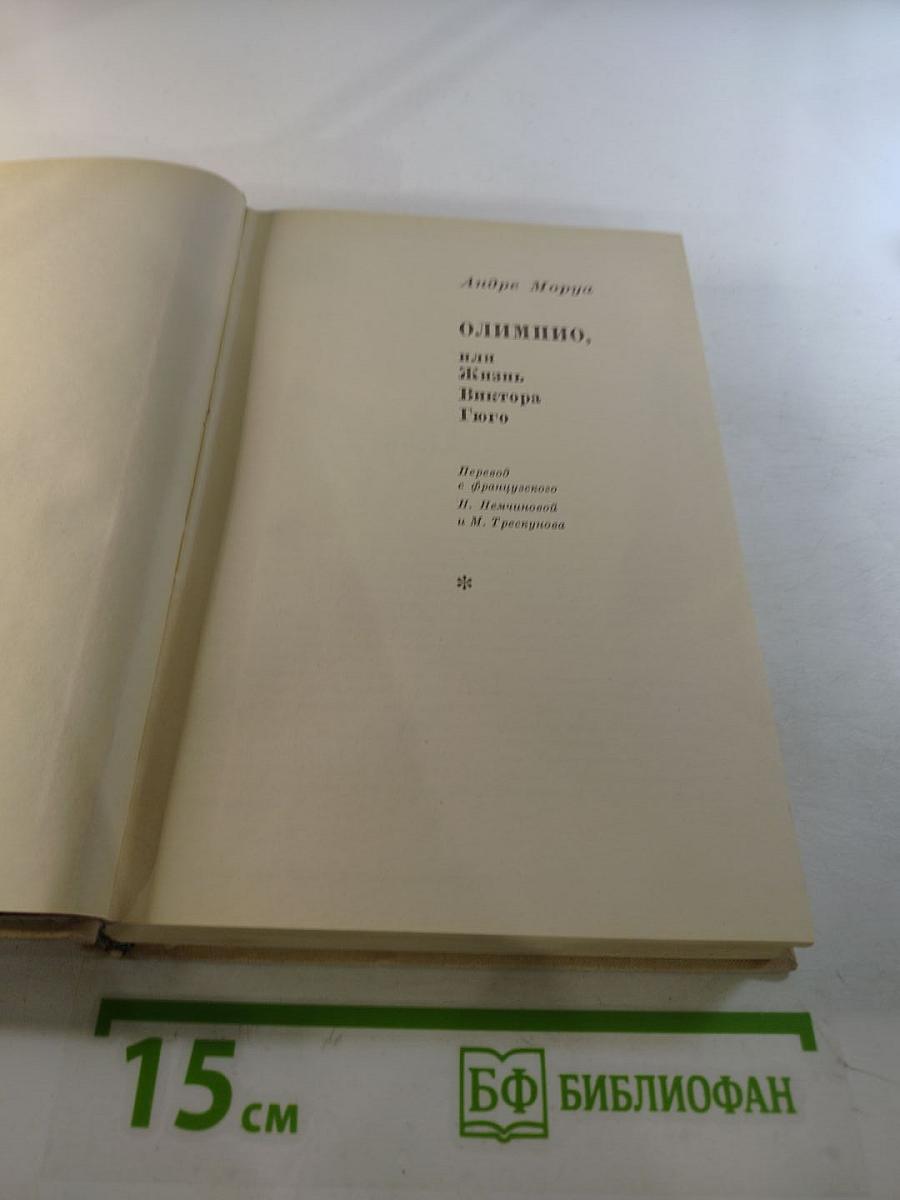 Андре Моруа
ОЛИМПИО,
или
Жизнь
Виктора
Гюго
Перевод
с французского
Н. Немчиновой
и М. Трескунова
*
15 см
БФ БИБЛИОФАН